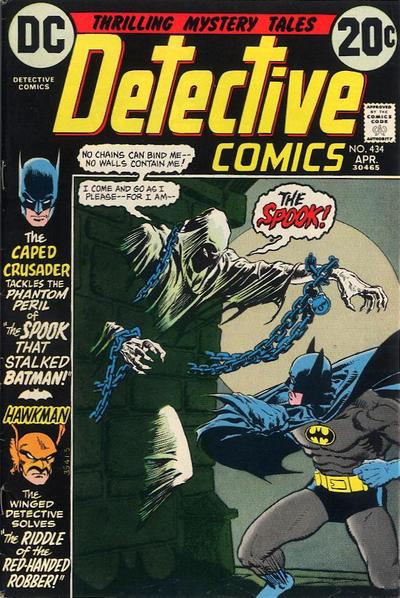 THRILLING MYSTERY TALES
DC
20¢
DETECTIVE
COMICS
Detective
COMICS
APPROVED
BY THE
COMICS
CODE
CA
AUTHORITY
NO. 434
APR.
30465
NO CHAINS CAN BIND ME--
NO WALLS CONTAIN ME!
I COME AND GO AS I
PLEASE--FOR I AM--
THE
SPOOK!
The
CAPED
CRUSADER
TACKLES THE
PHANTOM
PERIL
of
"The SPOOK
THAT
STALKED
BATMAN!"
HAWKMAN
35415
THE
WINGED
DETECTIVE
SOLVES
"The RIDDLE
of the
RED-HANDED
ROBBER!"